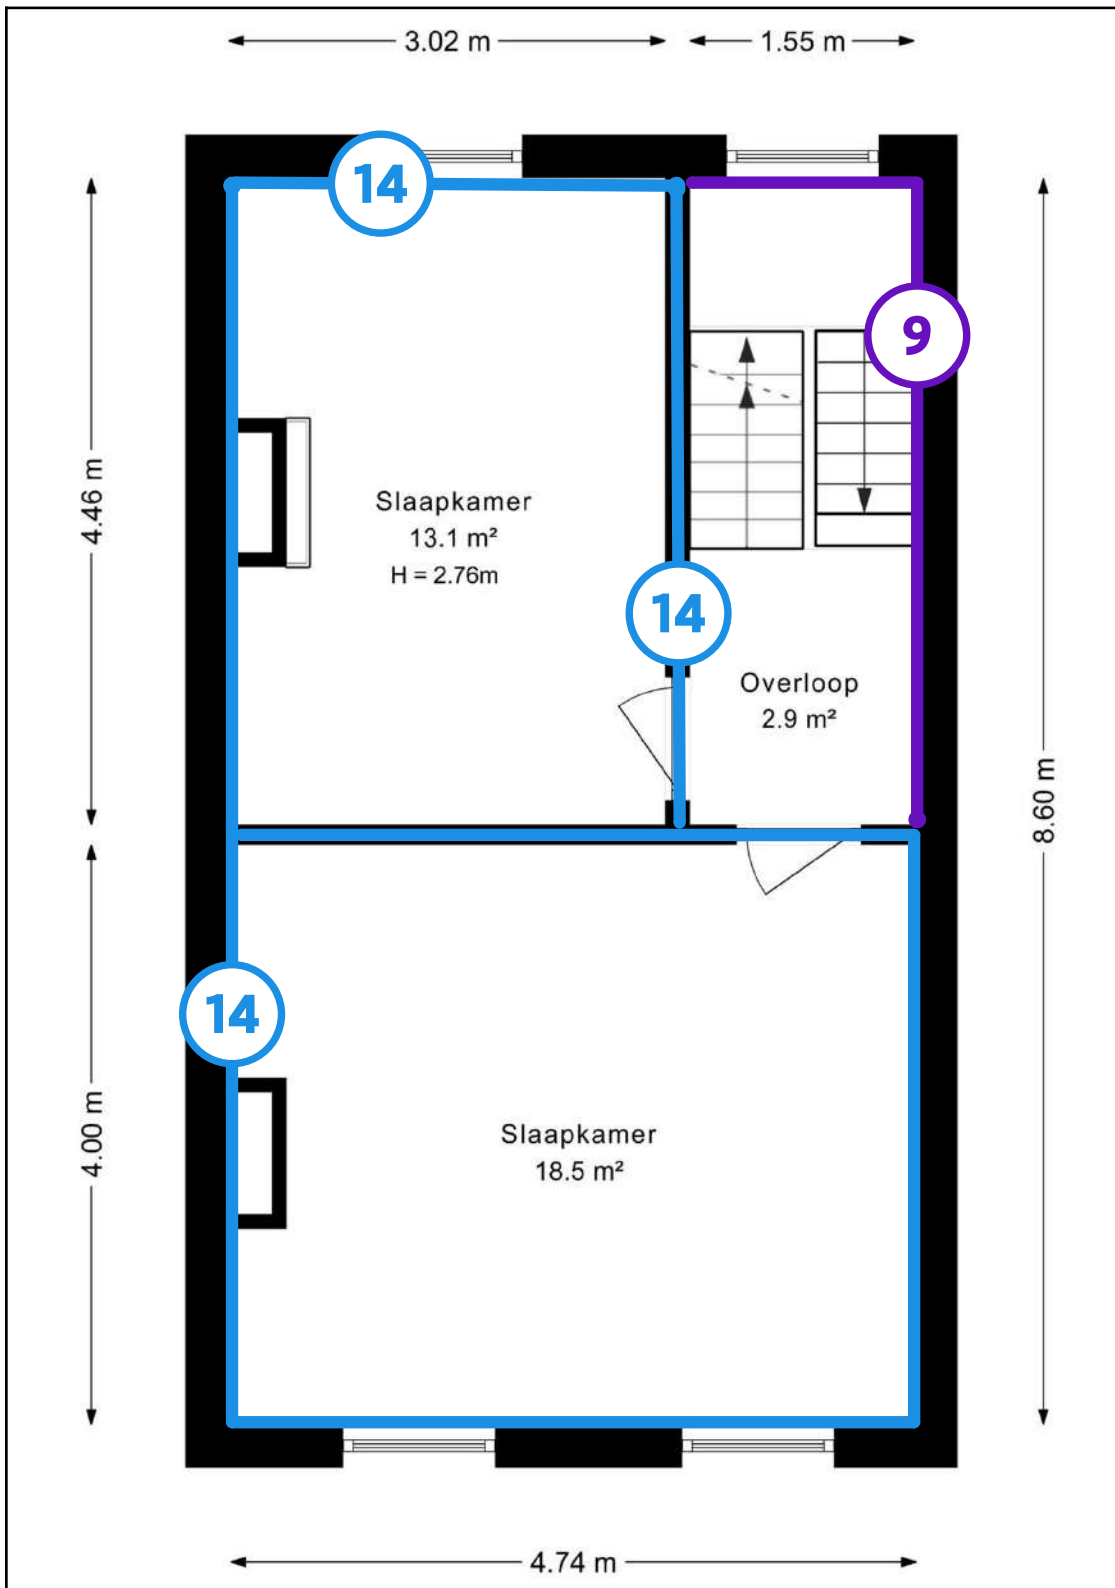 3.02 m
1.55 m
14
9
4.46 m
Slaapkamer
13.1 m²
H = 2.76m
14
Overloop
2.9 m²
8.60 m
14
4.00 m
Slaapkamer
18.5 m²
4.74 m